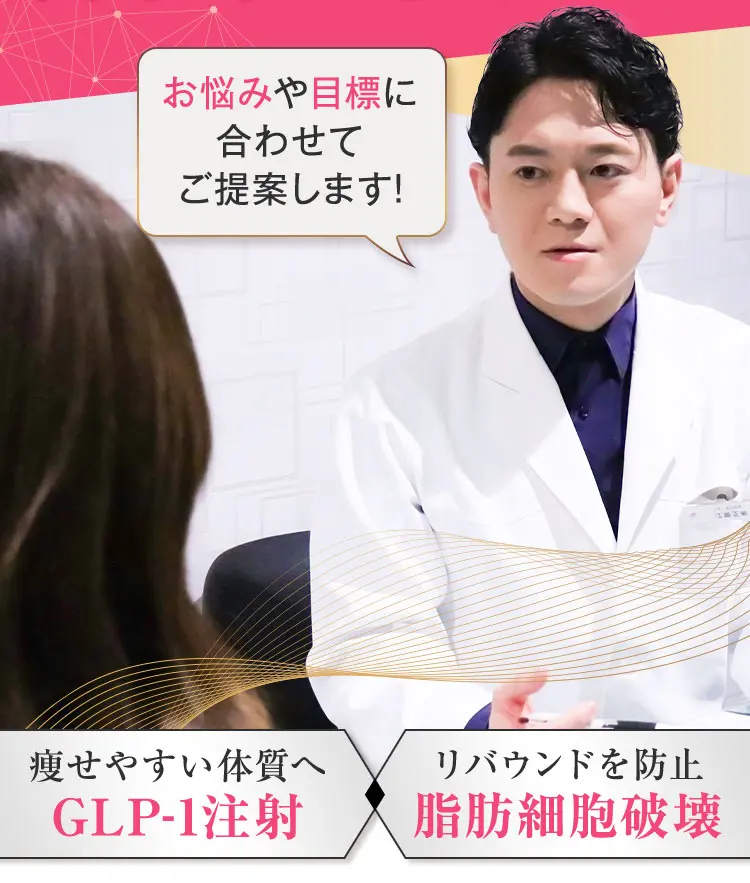 お悩みや目標に
合わせて
ご提案します!
痩せやすい体質へ
GLP-1注射
リバウンドを防止
脂肪細胞破壊